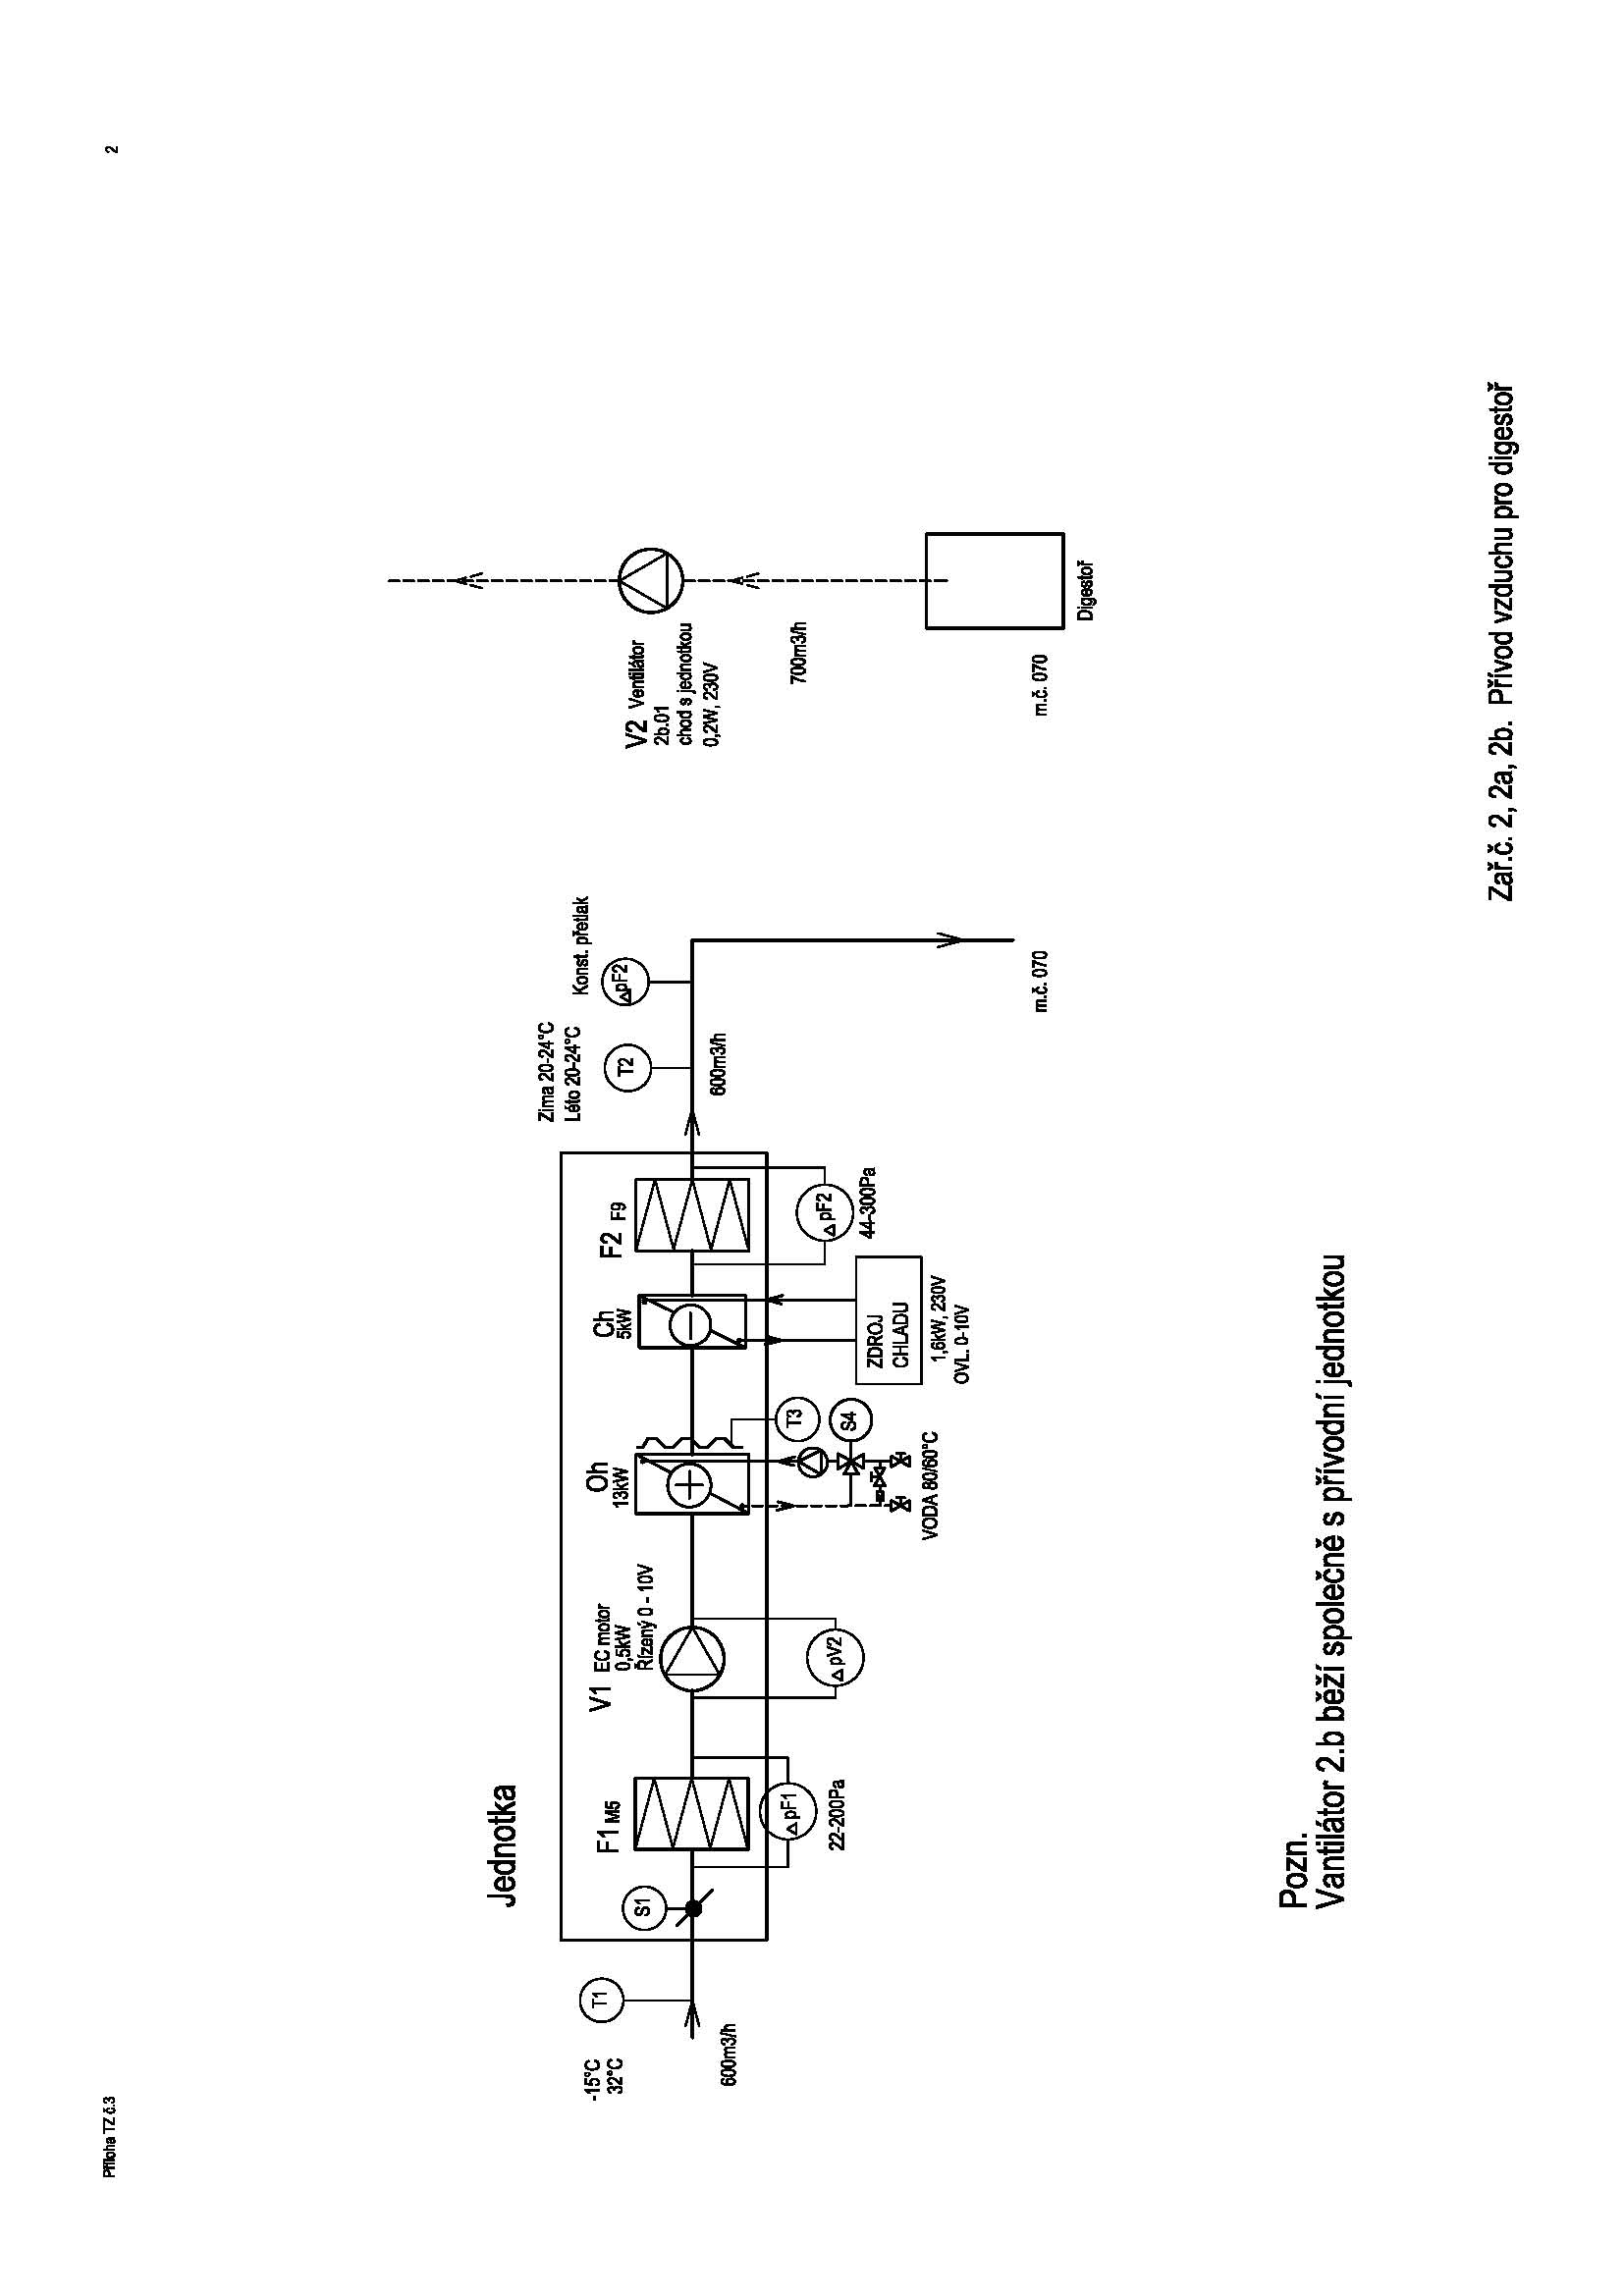 Příloha TZ č.3
2
Jednotka
-15°C
32°C
T1
600m3/h
S1
F1 M5
ΔpF1
22-200Pa
V1 EC motor
0,5kW
Řízený 0 - 10V
ΔpV2
Oh
13kW
T3
S4
VODA 80/60°C
Ch
5kW
ZDROJ
CHLADU
1,6kW, 230V
OVL. 0-10V
F2 F9
ΔpF2
44-300Pa
Zima 20-24°C
Léto 20-24°C
T2
Konst. přetlak
ΔpF2
600m3/h
m.č. 070
V2 Ventilátor
2b.01
chod s jednotkou
0,2W, 230V
700m3/h
m.č. 070
Digestoř
Pozn.
Vantilátor 2.b běží společně s přívodní jednotkou
Zař.č. 2, 2a, 2b. Přívod vzduchu pro digestoř